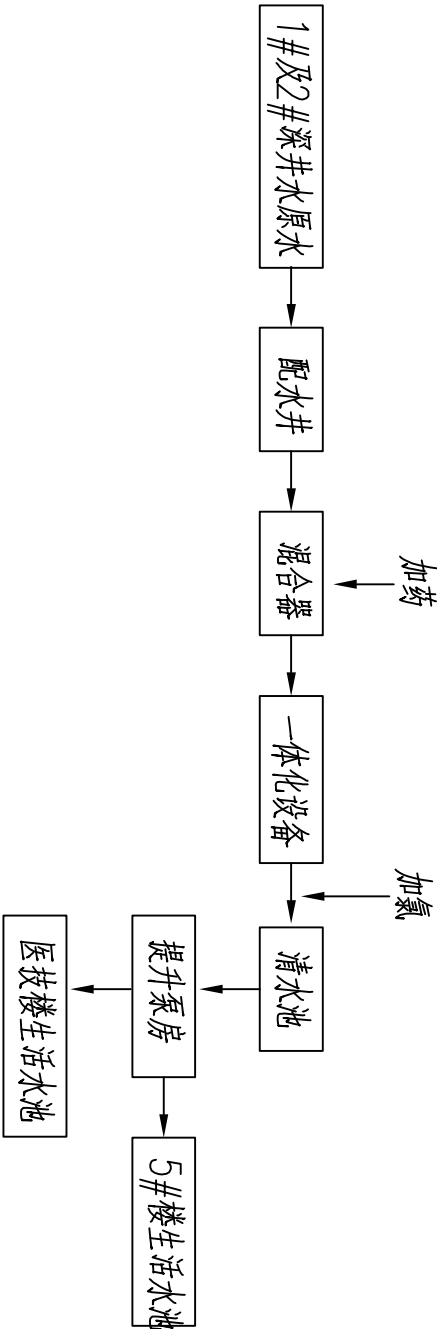 1#及2#深井水原水
配水井
加药
混合器
一体化设备
加氯
清水池
提升泵房
医技楼生活水池
5#楼生活水池